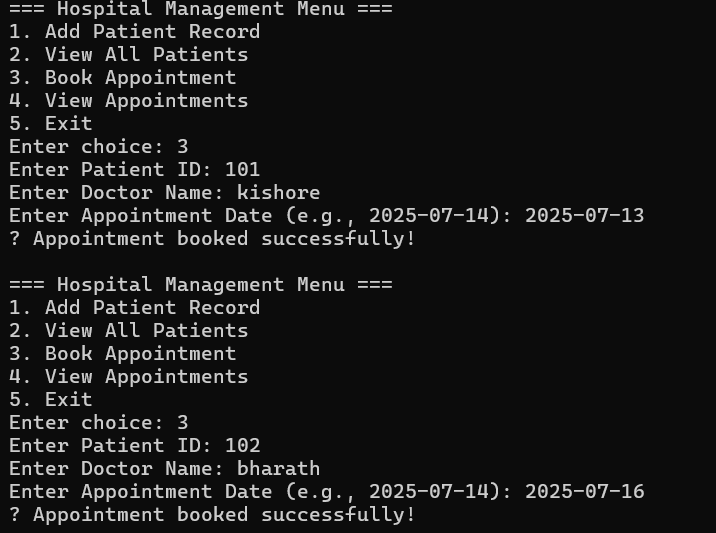 === Hospital Management Menu ===
1. Add Patient Record
2. View All Patients
3. Book Appointment
4. View Appointments
5. Exit
Enter choice: 3
Enter Patient ID: 101
Enter Doctor Name: kishore
Enter Appointment Date (e.g., 2025-07-14): 2025-07-13
? Appointment booked successfully!

=== Hospital Management Menu ===
1. Add Patient Record
2. View All Patients
3. Book Appointment
4. View Appointments
5. Exit
Enter choice: 3
Enter Patient ID: 102
Enter Doctor Name: bharath
Enter Appointment Date (e.g., 2025-07-14): 2025-07-16
? Appointment booked successfully!